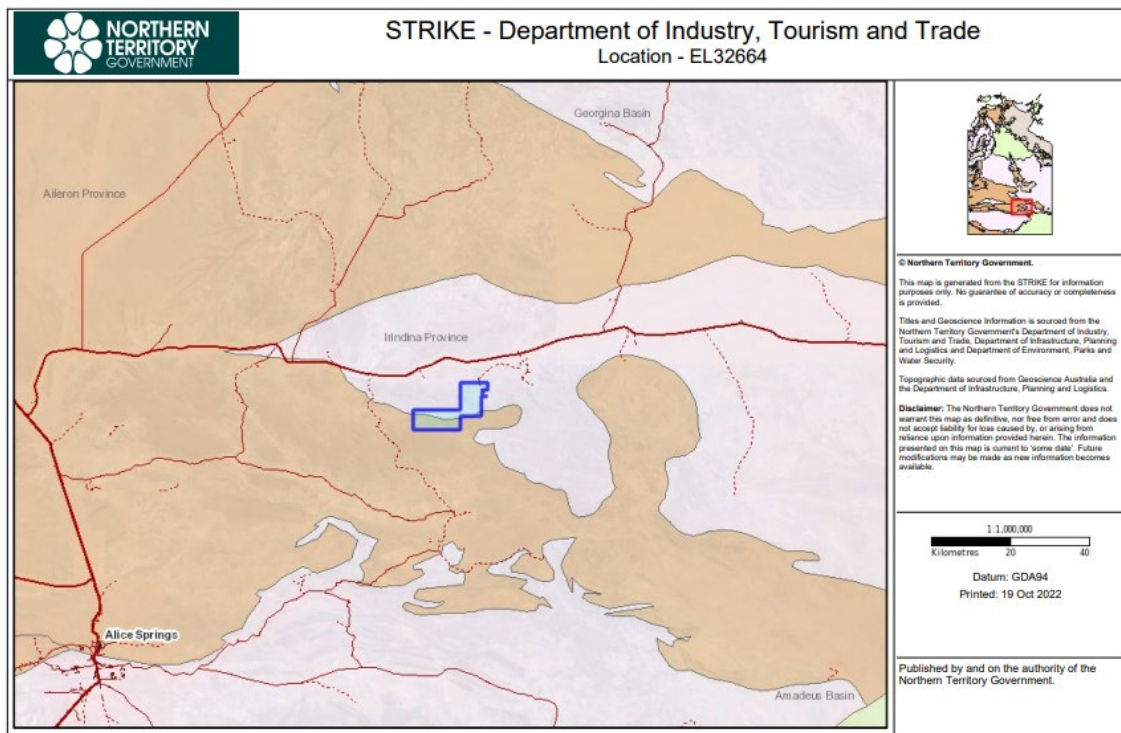 NORTHERN
TERRITORY
GOVERNMENT
STRIKE - Department of Industry, Tourism and Trade
Location - EL32664
Georgina Basin
Aileron Province
Irindina Province
Alice Springs
Amadeus Basin
© Northern Territory Government.
This map is generated from the STRIKE for information
purposes only. No guarantee of accuracy or completeness
is provided.
Titles and Geoscience Information is sourced from the
Northern Territory Government's Department of Industry,
Tourism and Trade, Department of Infrastructure, Planning
and Logistics and Department of Environment, Parks and
Water Security.
Topographic data sourced from Geoscience Australia and
the Department of Infrastructure, Planning and Logistics.
Disclaimer: The Northern Territory Government does not
warrant this map as definitive, nor free from error and does
not accept liability for loss caused by, or arising from
reliance upon information provided herein. The information
presented on this map is current to 'some date'. Future
modifications may be made as new information becomes
available.
1:1,000,000
Kilometres 20 40
Datum: GDA94
Printed: 19 Oct 2022
Published by and on the authority of the
Northern Territory Government.